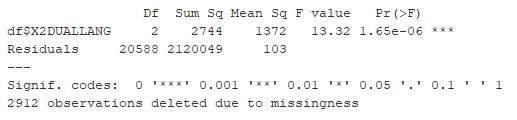 Df Sum Sq Mean Sq F value Pr(>F)
df$X2DUALLANG 2 2744 1372 13.32 1.65e-06 ***
Residuals 20588 2120049 103
---
Signif. codes: 0 '***' 0.001 '**' 0.01 '*' 0.05 '.' 0.1 ' ' 1
2912 observations deleted due to missingness